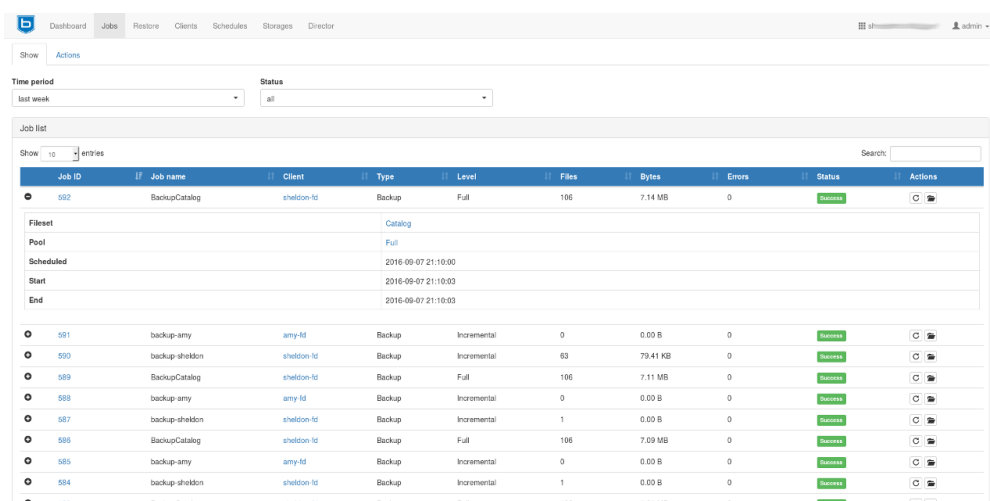 Dashboard Jobs Restore Clients Schedules Storages Director admin
Show Actions
Time period Status
last week all
Job list
Show 10 entries Search:
Job ID Job name Client Type Level Files Bytes Errors Status Actions
592 BackupCatalog sheldon-fd Backup Full 106 7.14 MB 0 Success
Fileset Catalog
Pool Full
Scheduled 2016-09-07 21:10:00
Start 2016-09-07 21:10:03
End 2016-09-07 21:10:03
591 backup-amy amy-fd Backup Incremental 0 0.00 B 0 Success
590 backup-sheldon sheldon-fd Backup Incremental 63 79.41 KB 0 Success
589 BackupCatalog sheldon-fd Backup Full 106 7.11 MB 0 Success
588 backup-amy amy-fd Backup Incremental 0 0.00 B 0 Success
587 backup-sheldon sheldon-fd Backup Incremental 1 0.00 B 0 Success
586 BackupCatalog sheldon-fd Backup Full 106 7.09 MB 0 Success
585 backup-amy amy-fd Backup Incremental 0 0.00 B 0 Success
584 backup-sheldon sheldon-fd Backup Incremental 1 0.00 B 0 Success